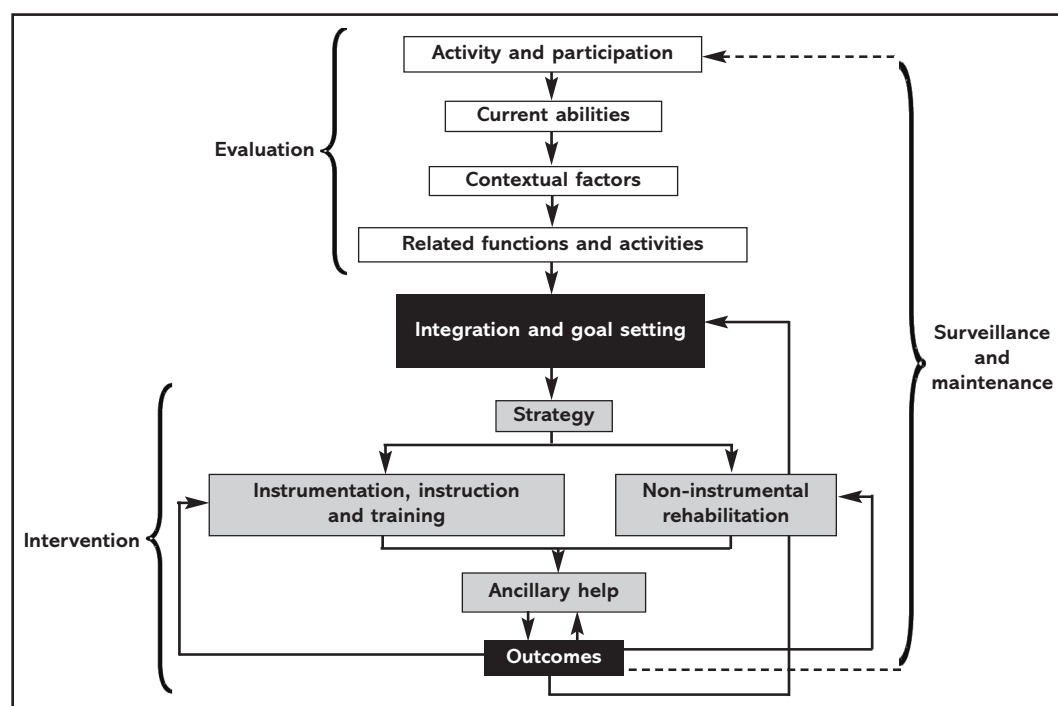 Activity and participation
Current abilities
Evaluation
Contextual factors
Related functions and activities
Integration and goal setting
Surveillance
and
maintenance
Strategy
Instrumentation, instruction
and training
Non-instrumental
rehabilitation
Intervention
Ancillary help
Outcomes